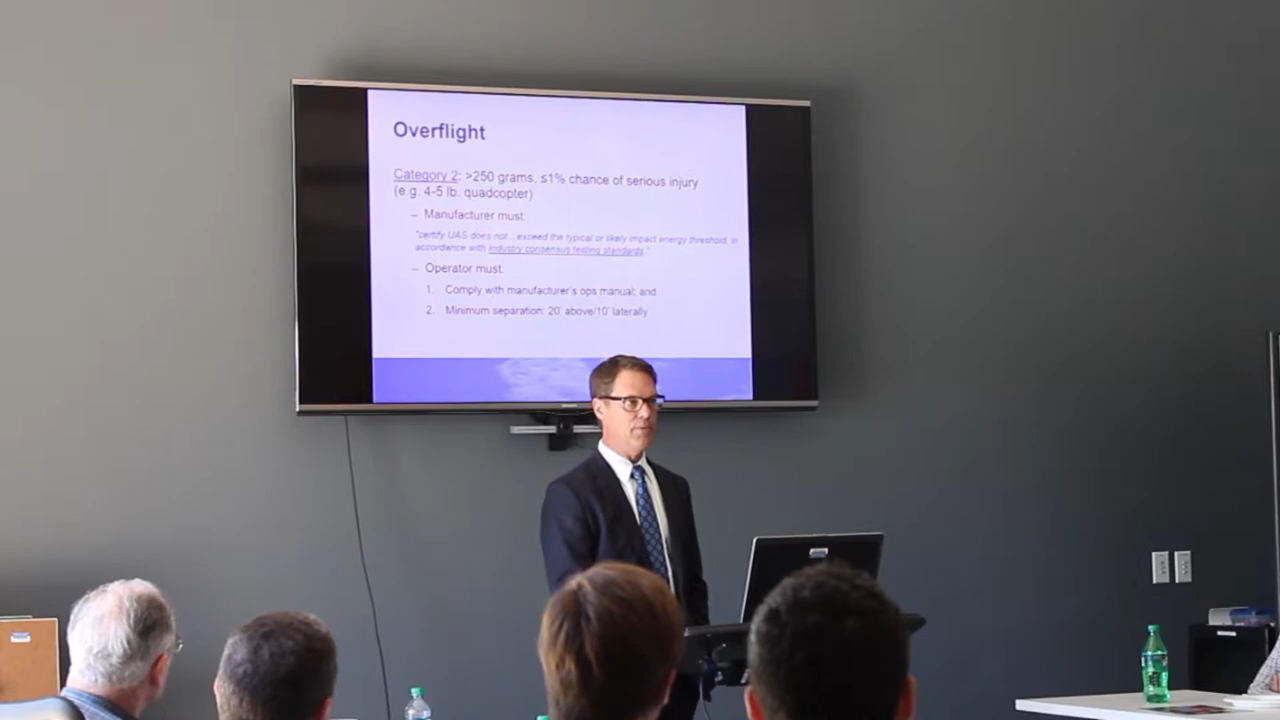 Overflight
Category 2: >250 grams, ≤1% chance of serious injury
(e.g. 4-5 lb. quadcopter)
– Manufacturer must:
"certify UAS does not... exceed the typical or likely impact energy threshold, in
accordance with industry consensus testing standards."
– Operator must:
1. Comply with manufacturer's ops manual; and
2. Minimum separation: 20' above/10' laterally